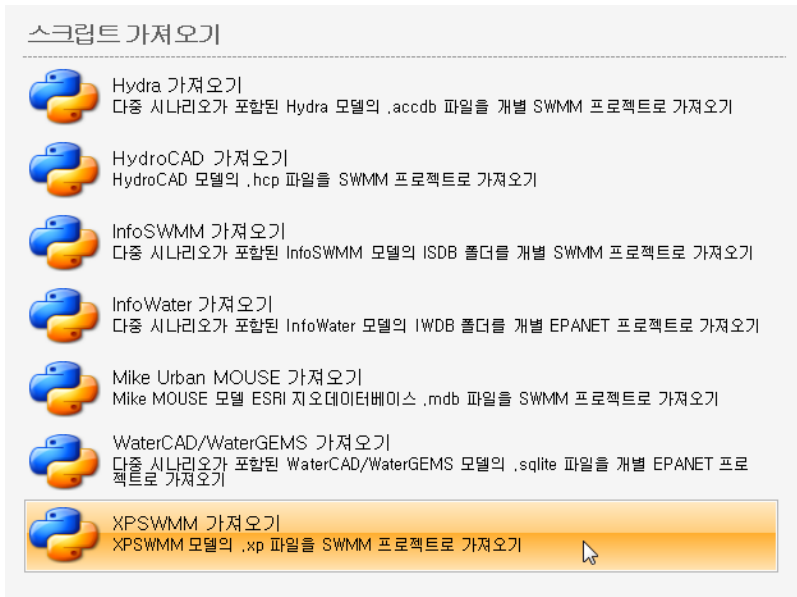 스크립트 가져오기
Hydra 가져오기
다중 시나리오가 포함된 Hydra 모델의 .accdb 파일을 개별 SWMM 프로젝트로 가져오기
HydroCAD 가져오기
HydroCAD 모델의 .hcp 파일을 SWMM 프로젝트로 가져오기
InfoSWMM 가져오기
다중 시나리오가 포함된 InfoSWMM 모델의 ISDB 폴더를 개별 SWMM 프로젝트로 가져오기
InfoWater 가져오기
다중 시나리오가 포함된 InfoWater 모델의 IWDB 폴더를 개별 EPANET 프로젝트로 가져오기
Mike Urban MOUSE 가져오기
Mike MOUSE 모델 ESRI 지오데이터베이스 .mdb 파일을 SWMM 프로젝트로 가져오기
WaterCAD/WaterGEMS 가져오기
다중 시나리오가 포함된 WaterCAD/WaterGEMS 모델의 .sqlite 파일을 개별 EPANET 프로
젝트로 가져오기
XPSWMM 가져오기
XPSWMM 모델의 .xp 파일을 SWMM 프로젝트로 가져오기